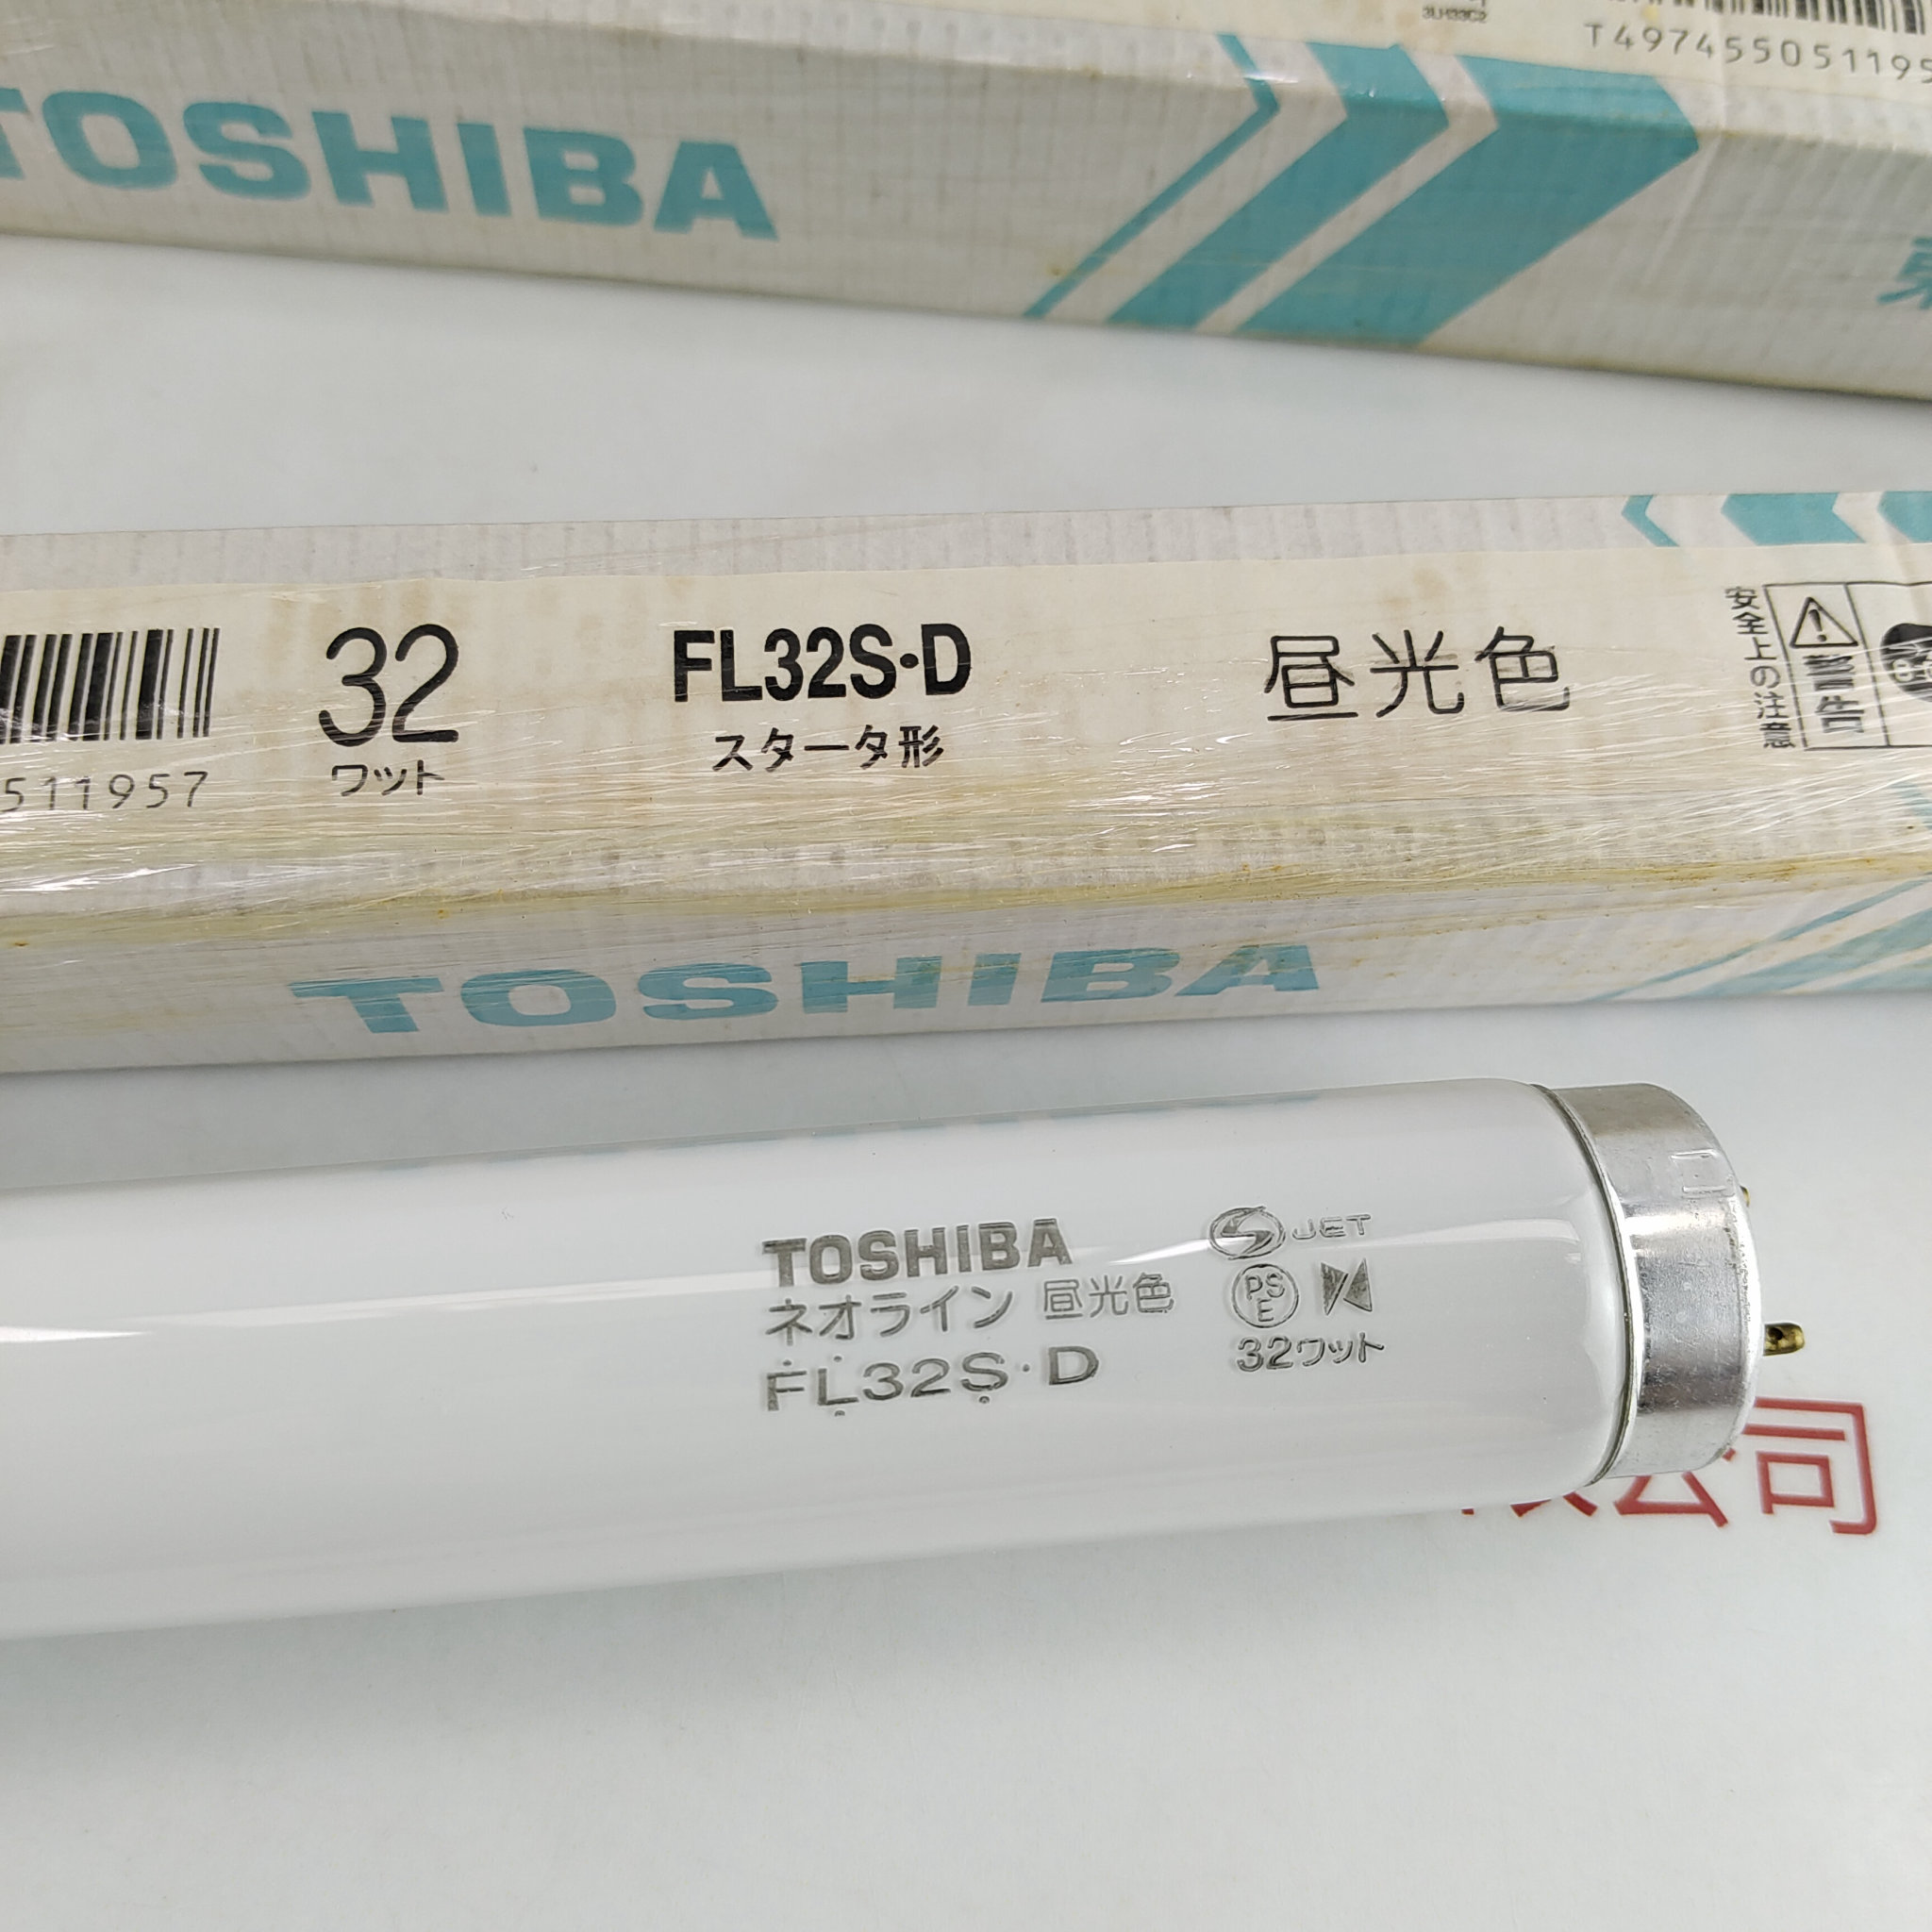 T497455051195
TOSHIBA
511957
32
ワット
FL32S・D
スタータ形
昼光色
安全上の注意
警告
TOSHIBA
TOSHIBA
ネオライン 昼光色
FL32S・D
JET
PS
E
32ワット
公司